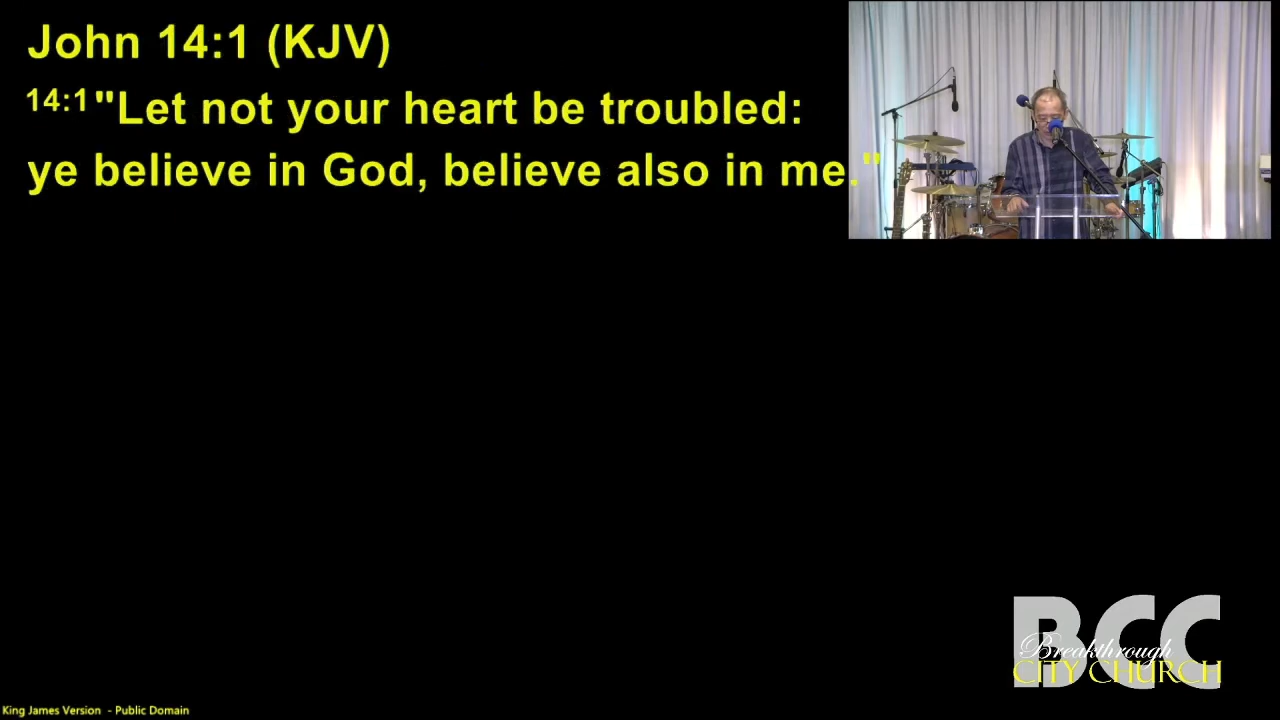 John 14:1 (KJV)
14:1"Let not your heart be troubled:
ye believe in God, believe also in me."
BCC
Breakthrough
CITY CHURCH
King James Version - Public Domain